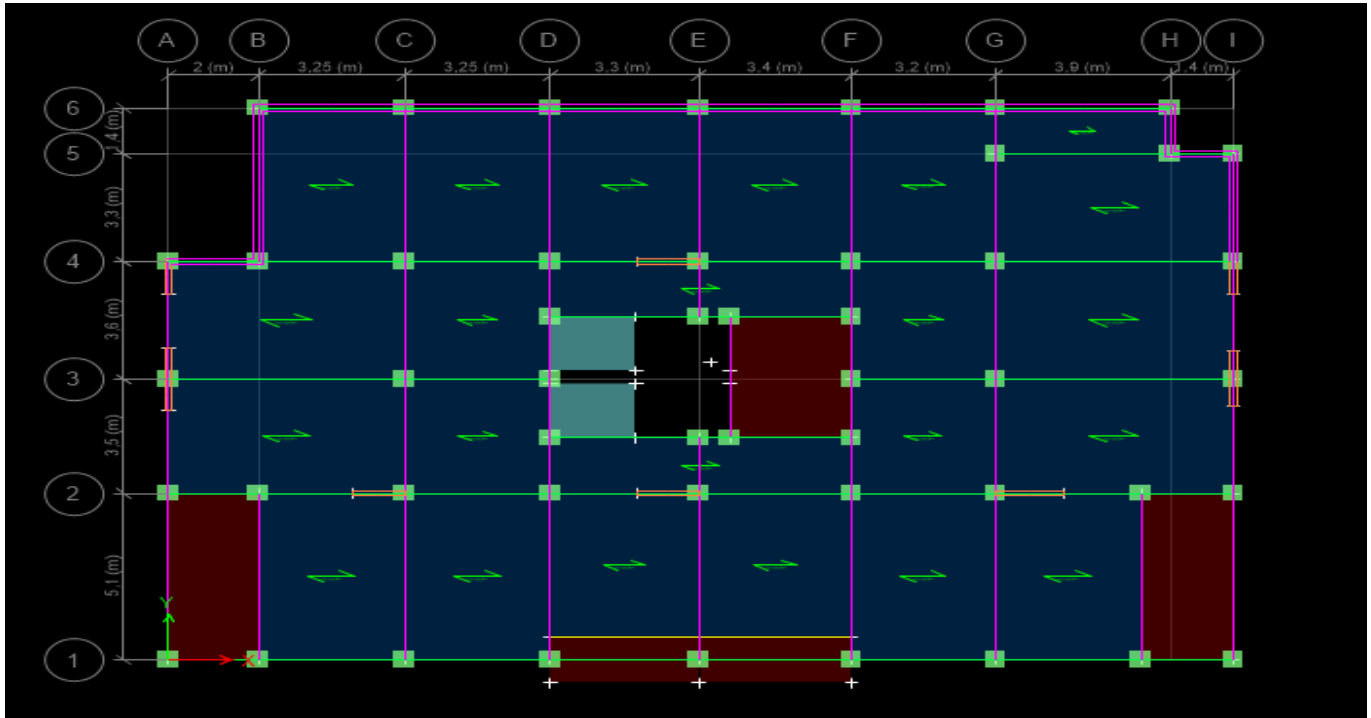 A B C D E F G H I
2 (m) 3,25 (m) 3,25 (m) 3,3 (m) 3,4 (m) 3,2 (m) 3,9 (m) 1,4 (m)
6
1,4 (m)
5
3,3 (m)
4
3,6 (m)
3
3,5 (m)
2
5,1 (m)
Y
X
1